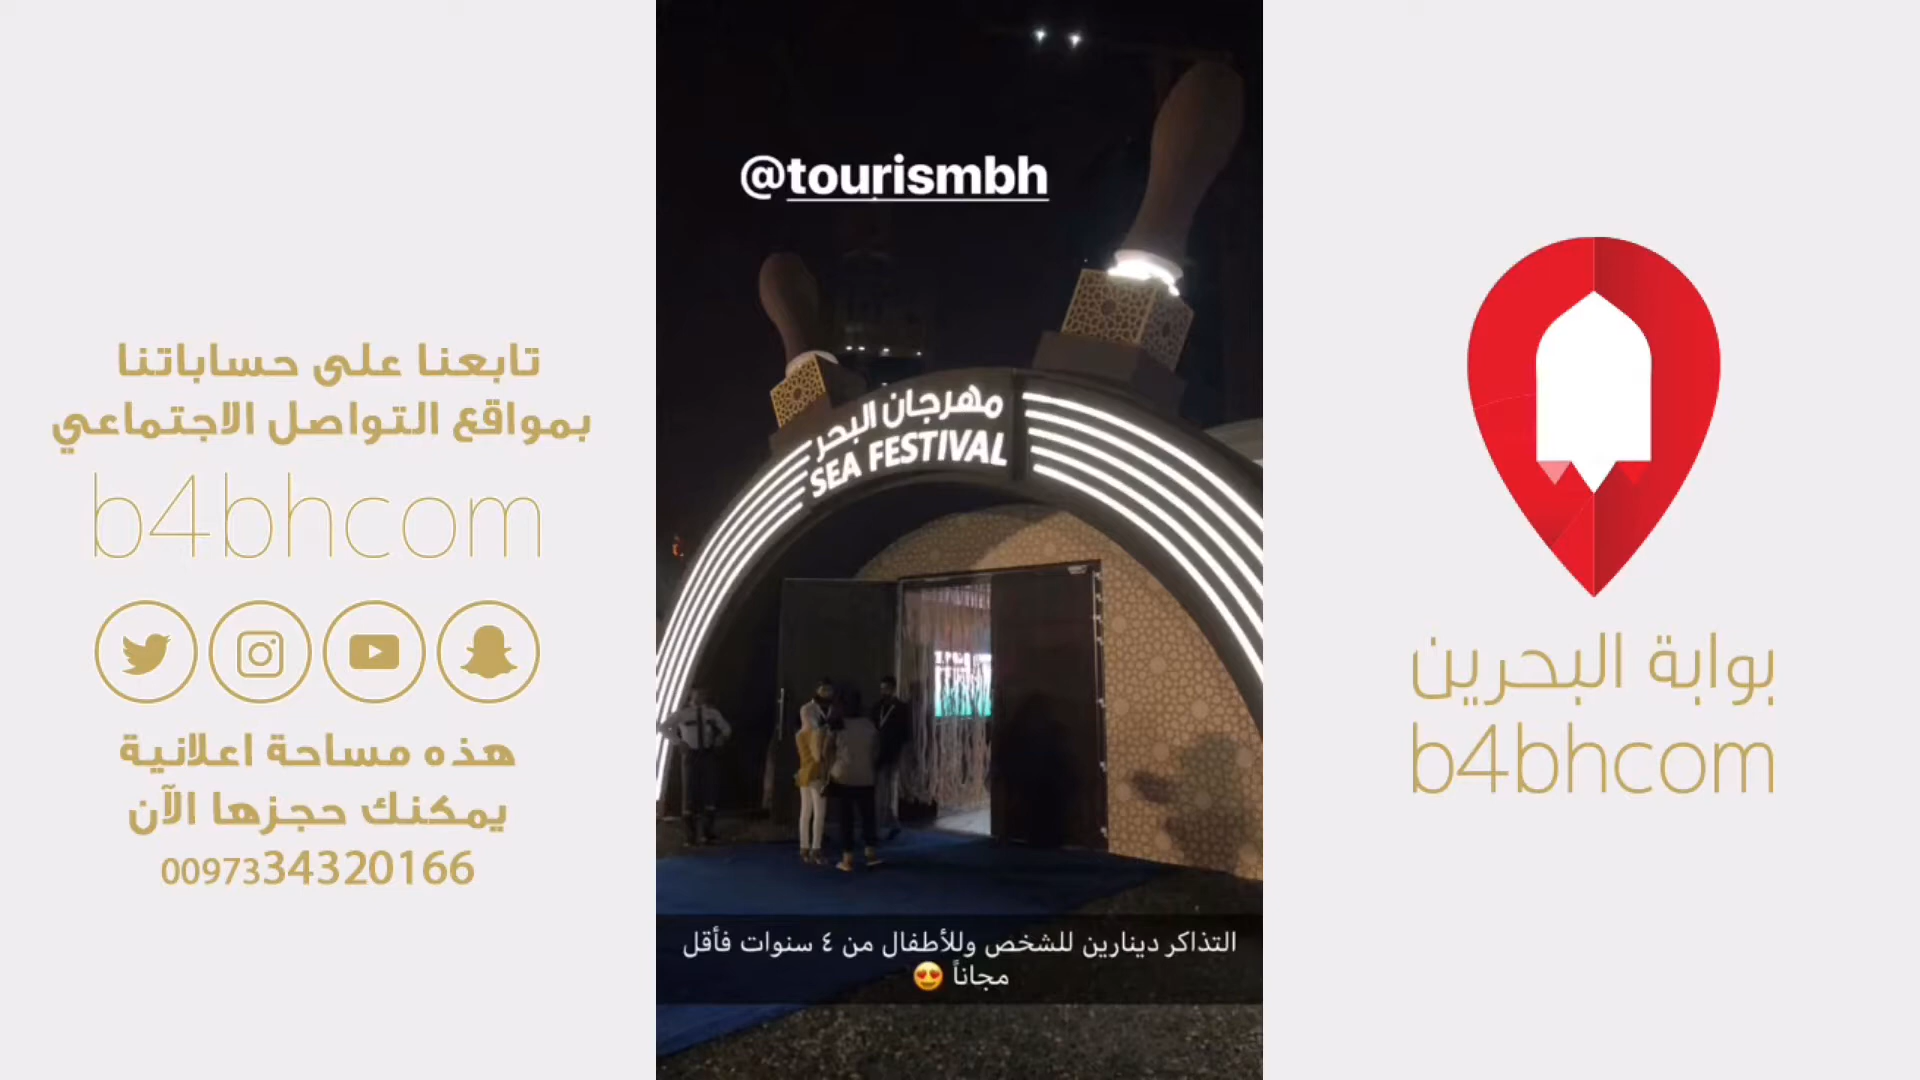 تابعنا على حساباتنا
بمواقع التواصل الاجتماعي
b4bhcom
هذه مساحة اعلانية
يمكنك حجزها الآن
0097334320166
@tourismbh
مهرجان البحر
SEA FESTIVAL
التذاكر دينارين للشخص وللأطفال من ٤ سنوات فأقل
مجاناً 😍
بوابة البحرين
b4bhcom